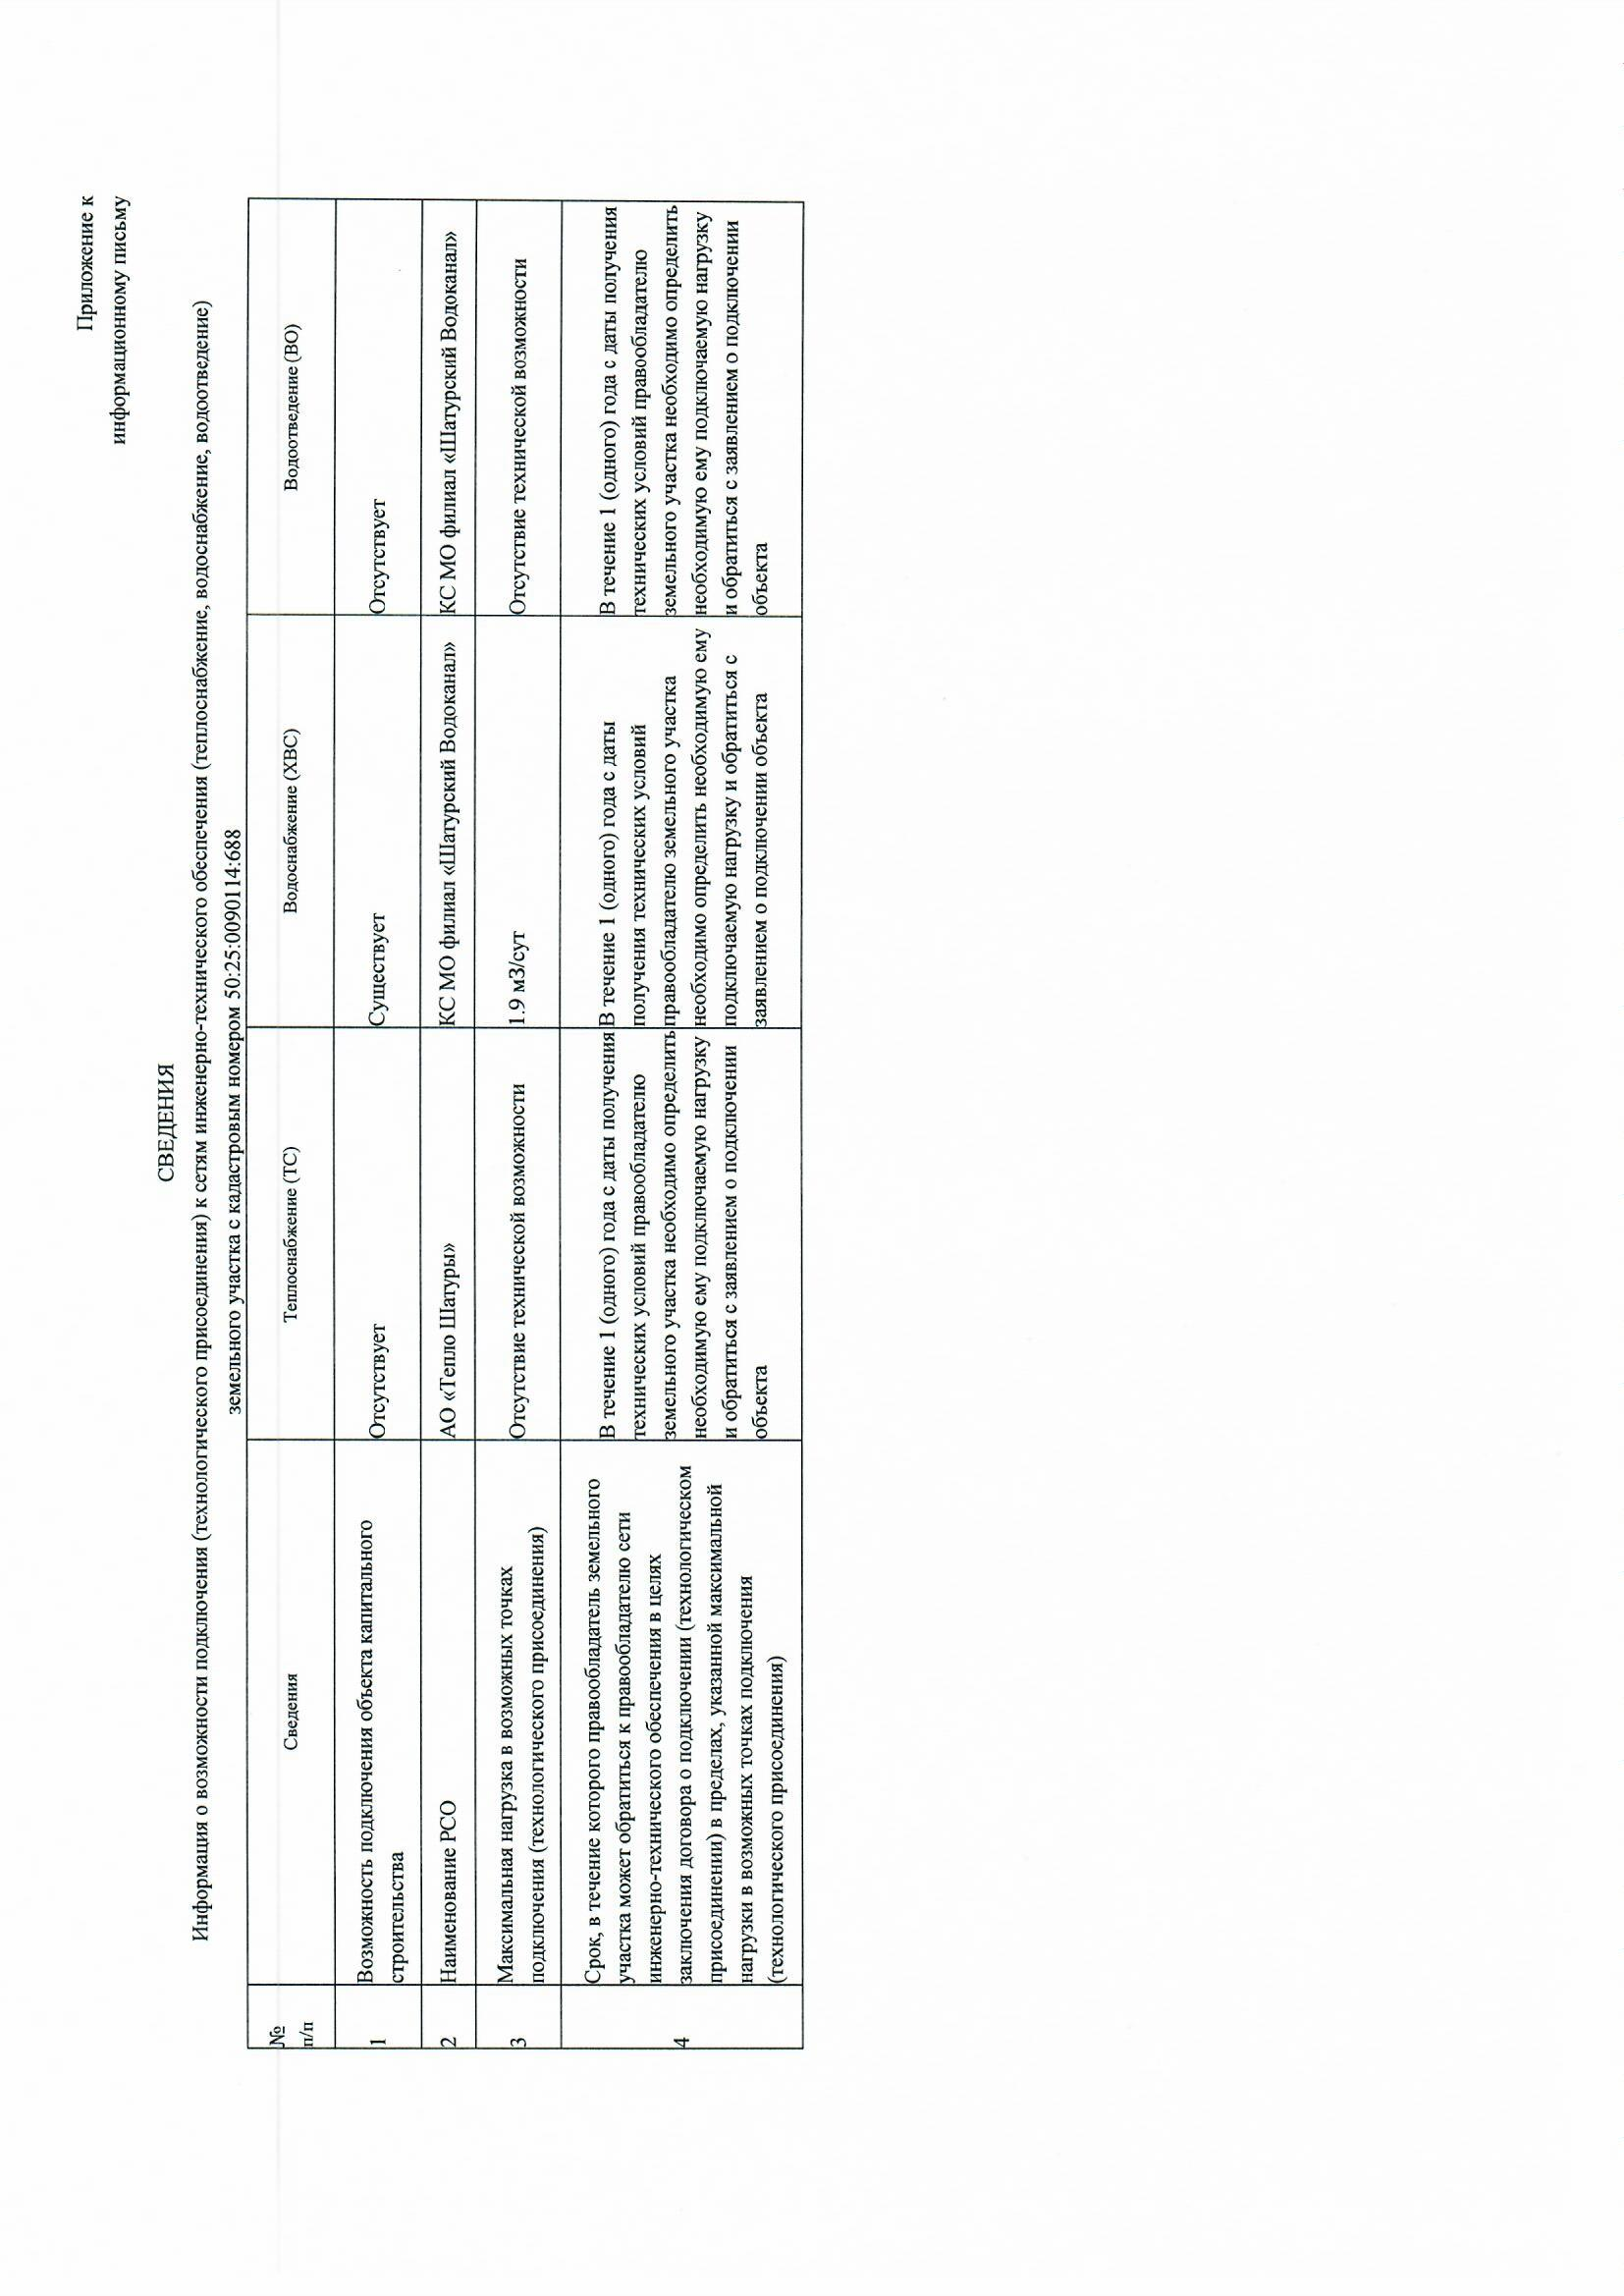 Приложение к
информационному письму
СВЕДЕНИЯ
Информация о возможности подключения (технологического присоединения) к сетям инженерно-технического обеспечения (теплоснабжение, водоснабжение, водоотведение)
земельного участка с кадастровым номером 50:25:0090114:688
№
п/п
Сведения
Теплоснабжение (ТС)
Водоснабжение (ХВС)
Водоотведение (ВО)
1
Возможность подключения объекта капитального
строительства
Отсутствует
Существует
Отсутствует
2
Наименование РСО
АО «Тепло Шатуры»
КС МО филиал «Шатурский Водоканал»
КС МО филиал «Шатурский Водоканал»
3
Максимальная нагрузка в возможных точках
подключения (технологического присоединения)
Отсутствие технической возможности
1.9 м3/сут
Отсутствие технической возможности
4
Срок, в течение которого правообладатель земельного
участка может обратиться к правообладателю сети
инженерно-технического обеспечения в целях
заключения договора о подключении (технологическом
присоединении) в пределах, указанной максимальной
нагрузки в возможных точках подключения
(технологического присоединения)
В течение 1 (одного) года с даты получения
технических условий правообладателю
земельного участка необходимо определить
необходимую ему подключаемую нагрузку
и обратиться с заявлением о подключении
объекта
В течение 1 (одного) года с даты
получения технических условий
правообладателю земельного участка
необходимо определить необходимую ему
подключаемую нагрузку и обратиться с
заявлением о подключении объекта
В течение 1 (одного) года с даты получения
технических условий правообладателю
земельного участка необходимо определить
необходимую ему подключаемую нагрузку
и обратиться с заявлением о подключении
объекта